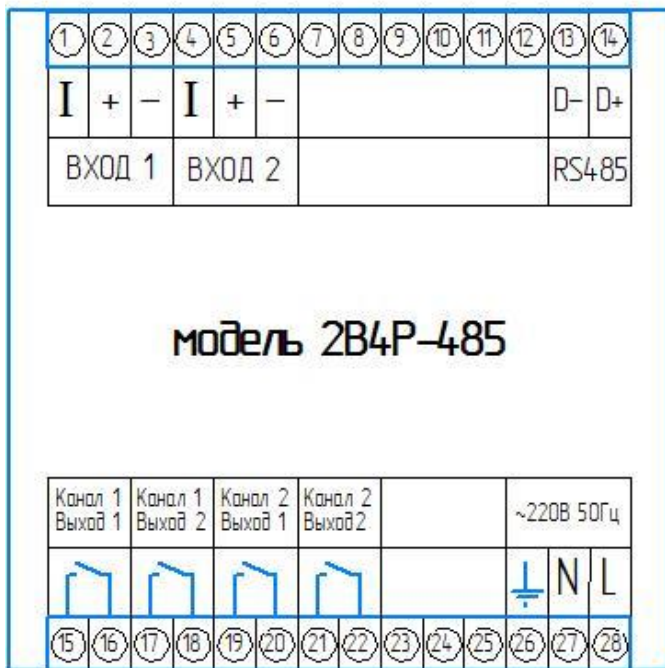 1 2 3 4 5 6 7 8 9 10 11 12 13 14
I + − I + − D− D+
ВХОД 1 ВХОД 2 RS485
модель 2В4Р−485
Канал 1 Канал 1 Канал 2 Канал 2
Выход 1 Выход 2 Выход 1 Выход2
~220В 50Гц
N L
15 16 17 18 19 20 21 22 23 24 25 26 27 28